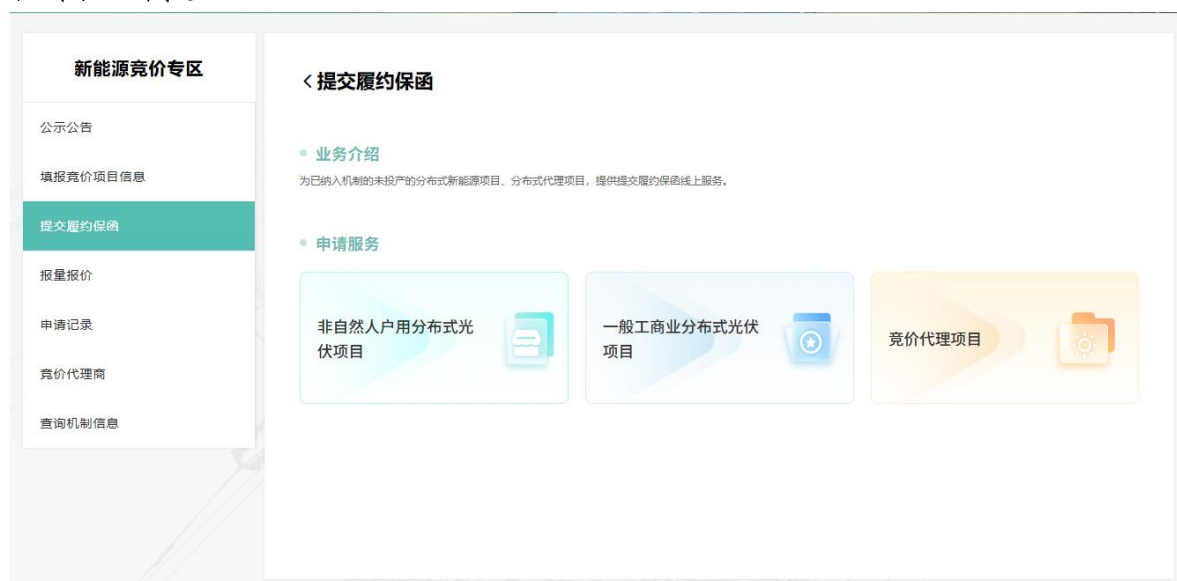 新能源竞价专区
公示公告
填报竞价项目信息
提交履约保函
报量报价
申请记录
竞价代理商
查询机制信息
<提交履约保函
业务介绍
为已纳入机制的未投产的分布式新能源项目、分布式代理项目，提供提交履约保函线上服务。
申请服务
非自然人户用分布式光
伏项目
一般工商业分布式光伏
项目
竞价代理项目